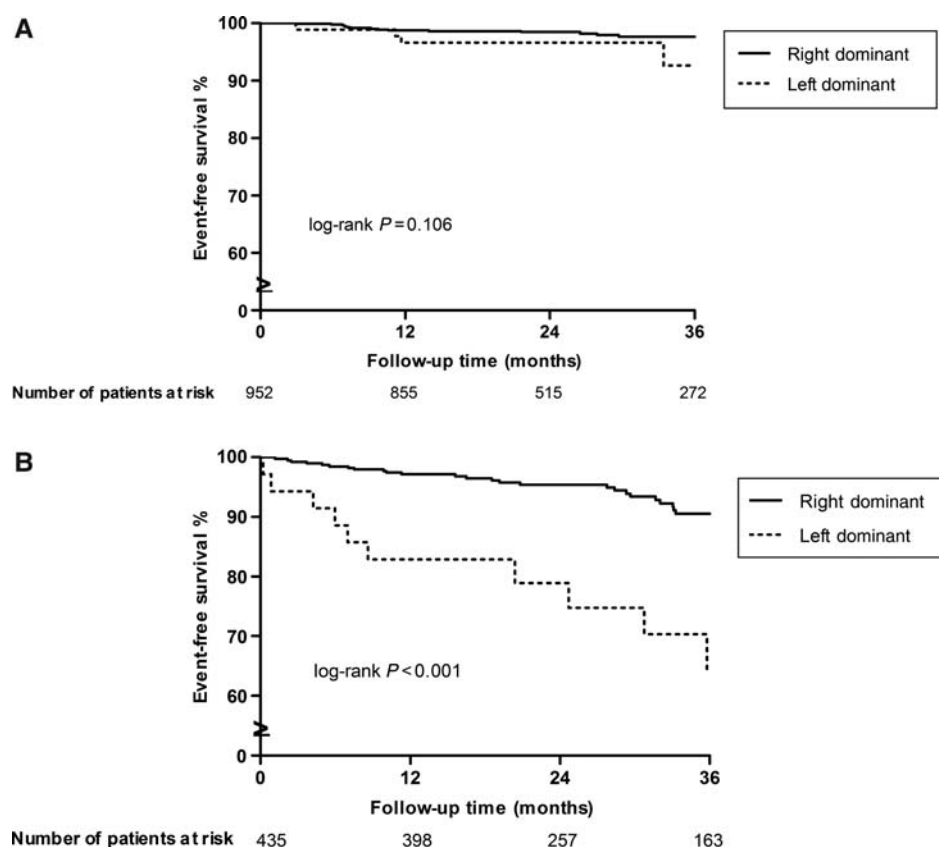 A
100
90
80
70
60
0
Event-free survival %
Right dominant
Left dominant
log-rank P=0.106
0 12 24 36
Follow-up time (months)
Number of patients at risk 952 855 515 272
B
100
90
80
70
60
0
Event-free survival %
Right dominant
Left dominant
log-rank P<0.001
0 12 24 36
Follow-up time (months)
Number of patients at risk 435 398 257 163